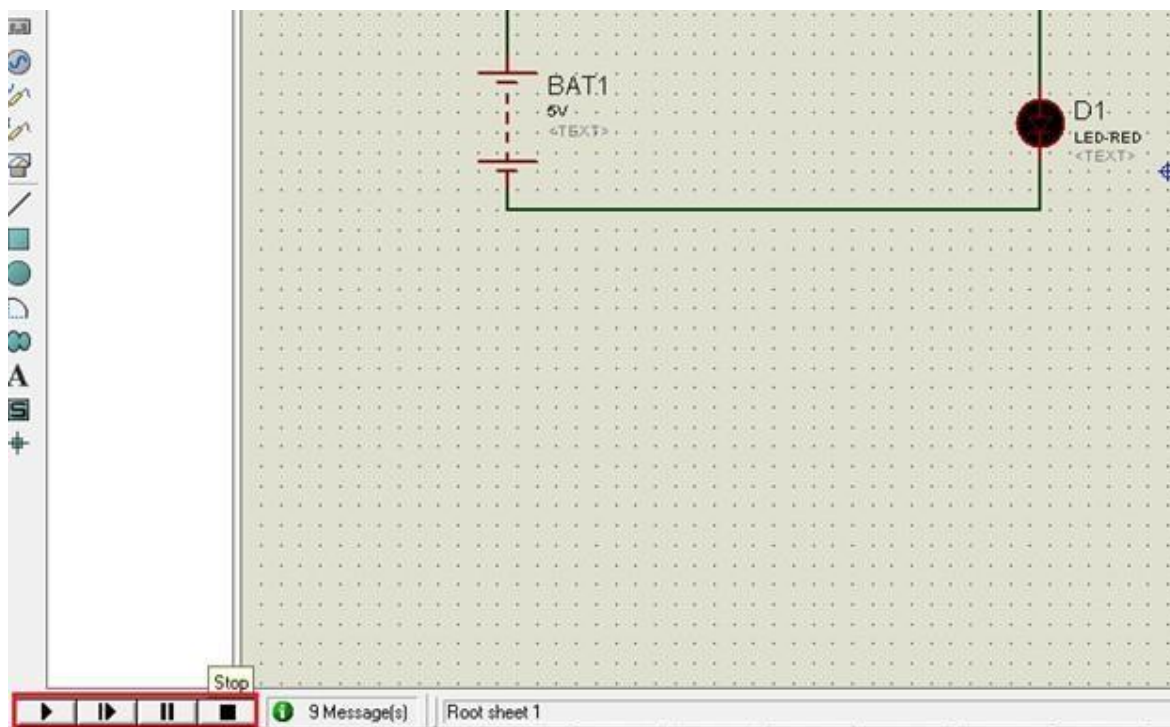 BAT1
5V
<TEXT>
D1
LED-RED
<TEXT>
A
S
Stop
9 Message(s)
Root sheet 1